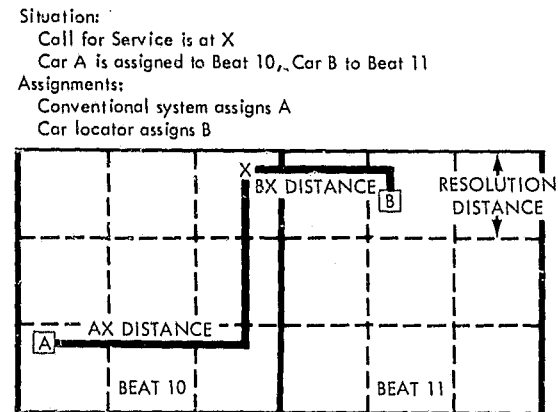 Situation:
Call for Service is at X
Car A is assigned to Beat 10, Car B to Beat 11
Assignments:
Conventional system assigns A
Car locator assigns B
X
BX DISTANCE
B
RESOLUTION
DISTANCE
AX DISTANCE
A
BEAT 10
BEAT 11